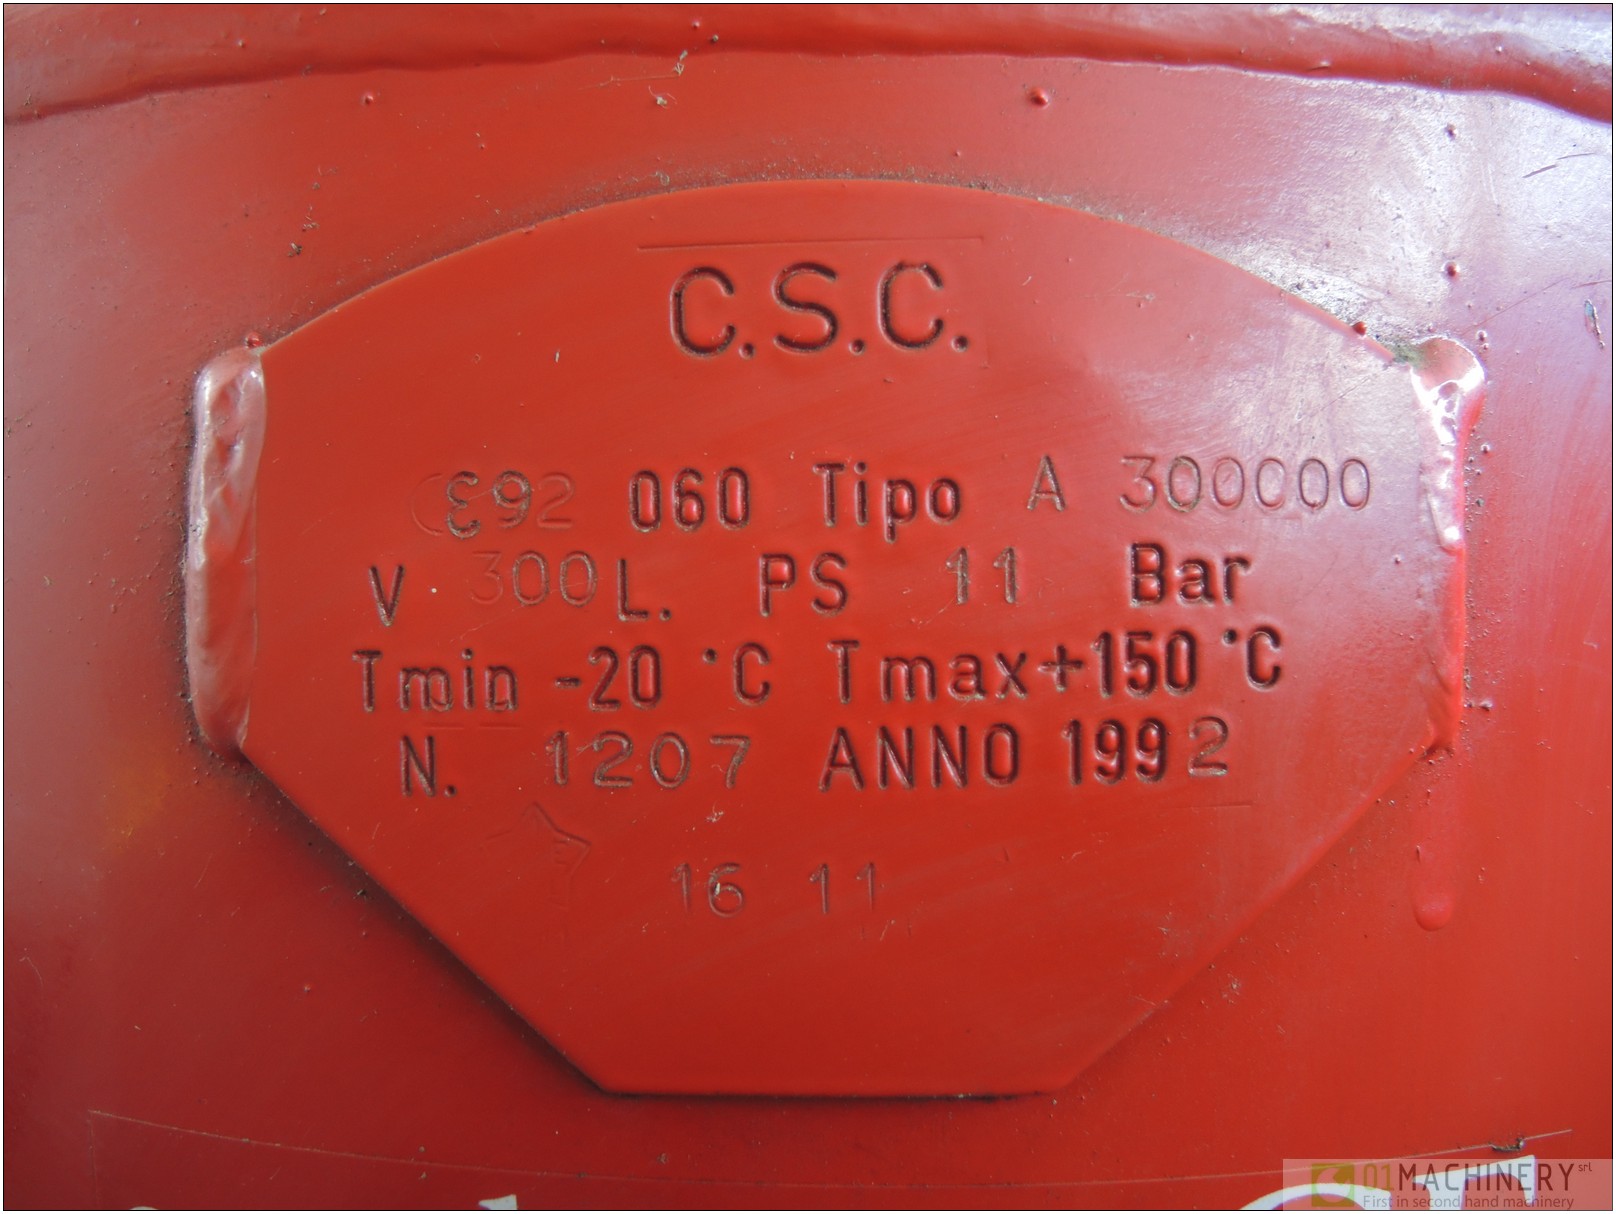 C.S.C.
CE92 060 Tipo A 300000
V 300 L. PS 11 Bar
Tmin -20 °C Tmax +150 °C
N. 1207 ANNO 1992
16 11
01MACHINERY srl
First in second hand machinery